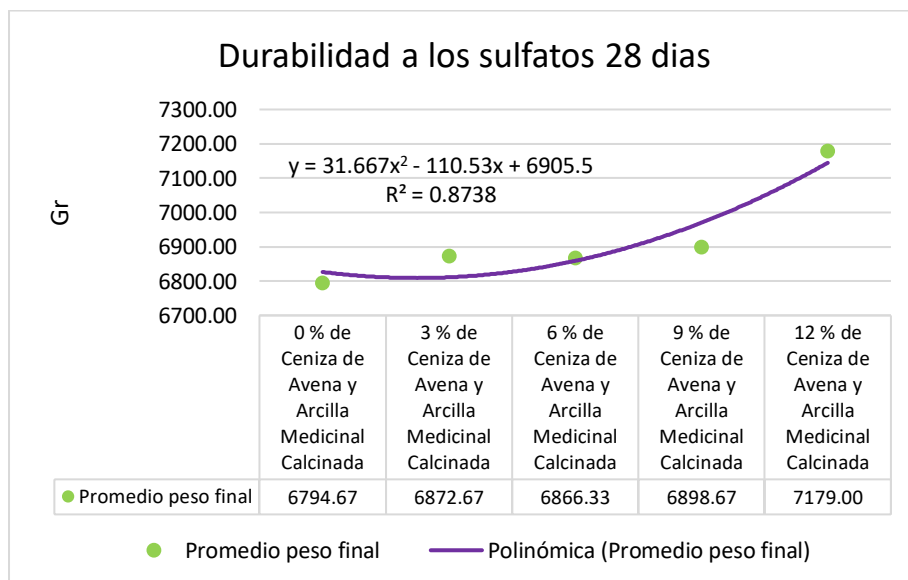 Durabilidad a los sulfatos 28 dias
7300.00
7200.00
7100.00
7000.00
6900.00
6800.00
6700.00
Gr
y = 31.667x² - 110.53x + 6905.5
R² = 0.8738
0 % de
Ceniza de
Avena y
Arcilla
Medicinal
Calcinada
3 % de
Ceniza de
Avena y
Arcilla
Medicinal
Calcinada
6 % de
Ceniza de
Avena y
Arcilla
Medicinal
Calcinada
9 % de
Ceniza de
Avena y
Arcilla
Medicinal
Calcinada
12 % de
Ceniza de
Avena y
Arcilla
Medicinal
Calcinada
Promedio peso final 6794.67 6872.67 6866.33 6898.67 7179.00
Promedio peso final Polinómica (Promedio peso final)